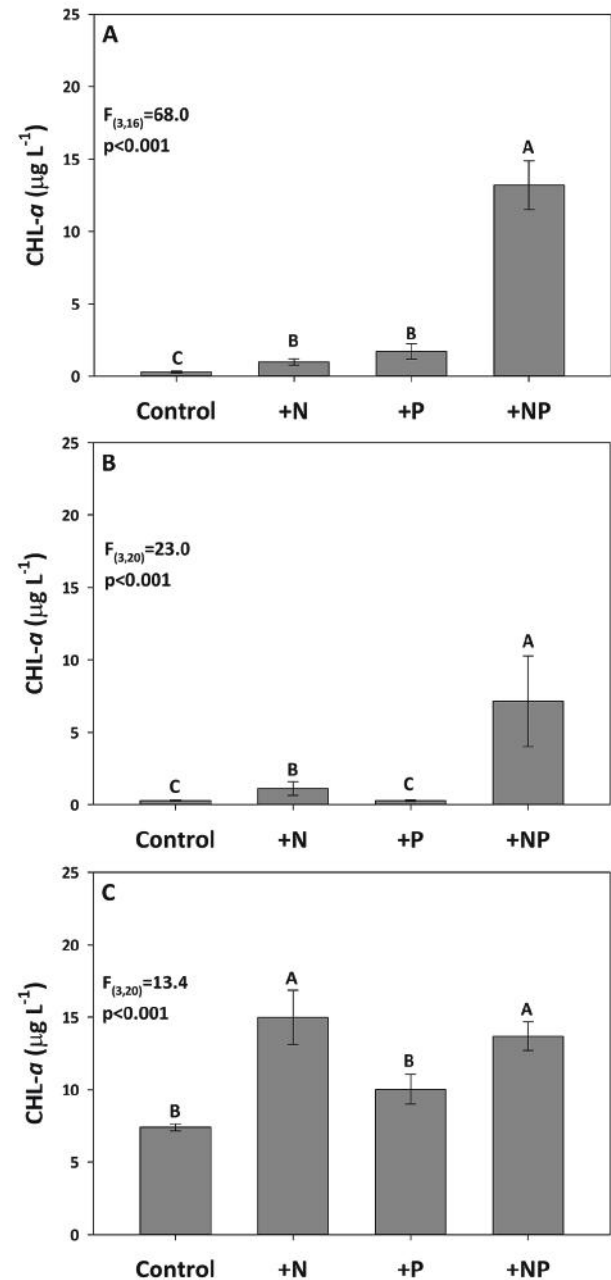 A
25
20
15
10
5
0
CHL-a (μg L⁻¹)
F(3,16)=68.0
p<0.001
C
B
B
A
Control +N +P +NP
B
25
20
15
10
5
0
CHL-a (μg L⁻¹)
F(3,20)=23.0
p<0.001
C
B
C
A
Control +N +P +NP
C
25
20
15
10
5
0
CHL-a (μg L⁻¹)
F(3,20)=13.4
p<0.001
B
A
B
A
Control +N +P +NP